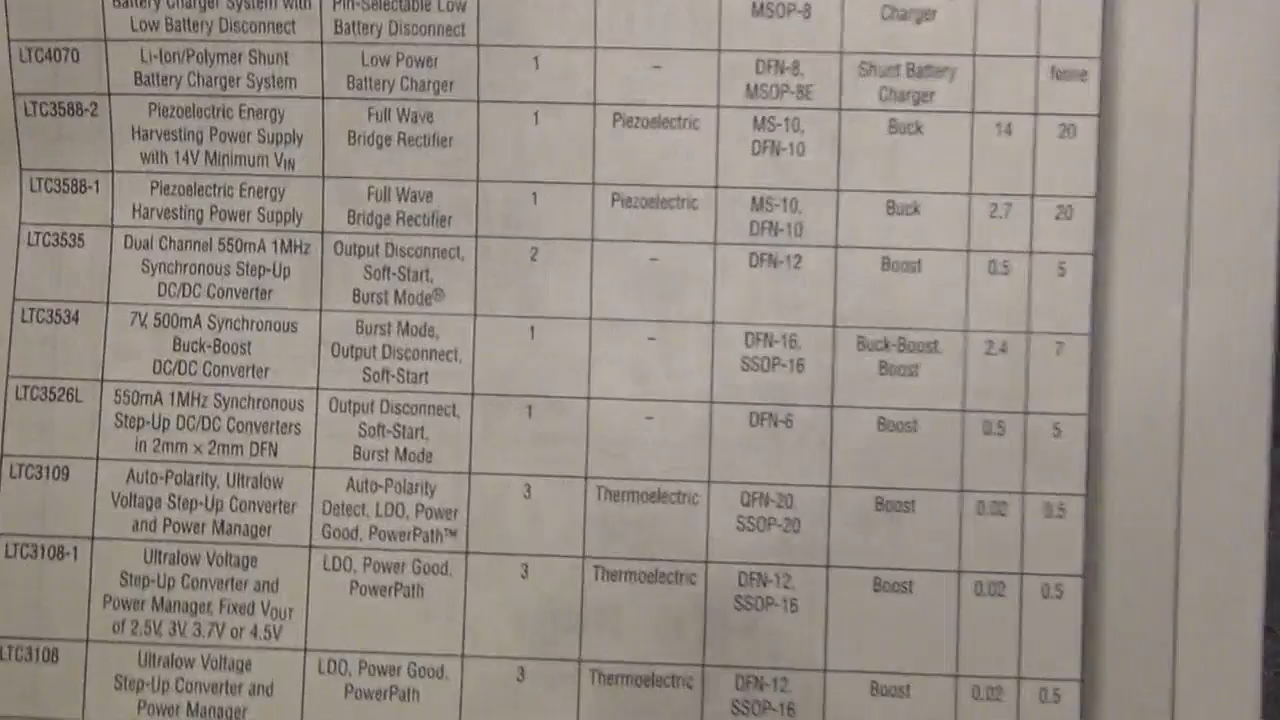 Battery Charger System with
Low Battery Disconnect
Pin-Selectable Low
Battery Disconnect
MSOP-8
Charger
LTC4070
Li-Ion/Polymer Shunt
Battery Charger System
Low Power
Battery Charger
1
–
DFN-8,
MSOP-8E
Shunt Battery
Charger
LTC3588-2
Piezoelectric Energy
Harvesting Power Supply
with 14V Minimum VIN
Full Wave
Bridge Rectifier
1
Piezoelectric
MS-10,
DFN-10
Buck
14
20
LTC3588-1
Piezoelectric Energy
Harvesting Power Supply
Full Wave
Bridge Rectifier
1
Piezoelectric
MS-10,
DFN-10
Buck
2.7
20
LTC3535
Dual Channel 550mA 1MHz
Synchronous Step-Up
DC/DC Converter
Output Disconnect,
Soft-Start,
Burst Mode®
2
–
DFN-12
Boost
0.5
5
LTC3534
7V, 500mA Synchronous
Buck-Boost
DC/DC Converter
Burst Mode,
Output Disconnect,
Soft-Start
1
–
DFN-16,
SSOP-16
Buck-Boost,
Boost
2.4
7
LTC3526L
550mA 1MHz Synchronous
Step-Up DC/DC Converters
in 2mm × 2mm DFN
Output Disconnect,
Soft-Start,
Burst Mode
1
–
DFN-6
Boost
0.5
5
LTC3109
Auto-Polarity, Ultralow
Voltage Step-Up Converter
and Power Manager
Auto-Polarity
Detect, LDO, Power
Good, PowerPath™
3
Thermoelectric
QFN-20,
SSOP-20
Boost
0.02
0.5
LTC3108-1
Ultralow Voltage
Step-Up Converter and
Power Manager, Fixed VOUT
of 2.5V, 3V, 3.7V or 4.5V
LDO, Power Good,
PowerPath
3
Thermoelectric
DFN-12,
SSOP-16
Boost
0.02
0.5
LTC3108
Ultralow Voltage
Step-Up Converter and
Power Manager
LDO, Power Good,
PowerPath
3
Thermoelectric
DFN-12,
SSOP-16
Boost
0.02
0.5